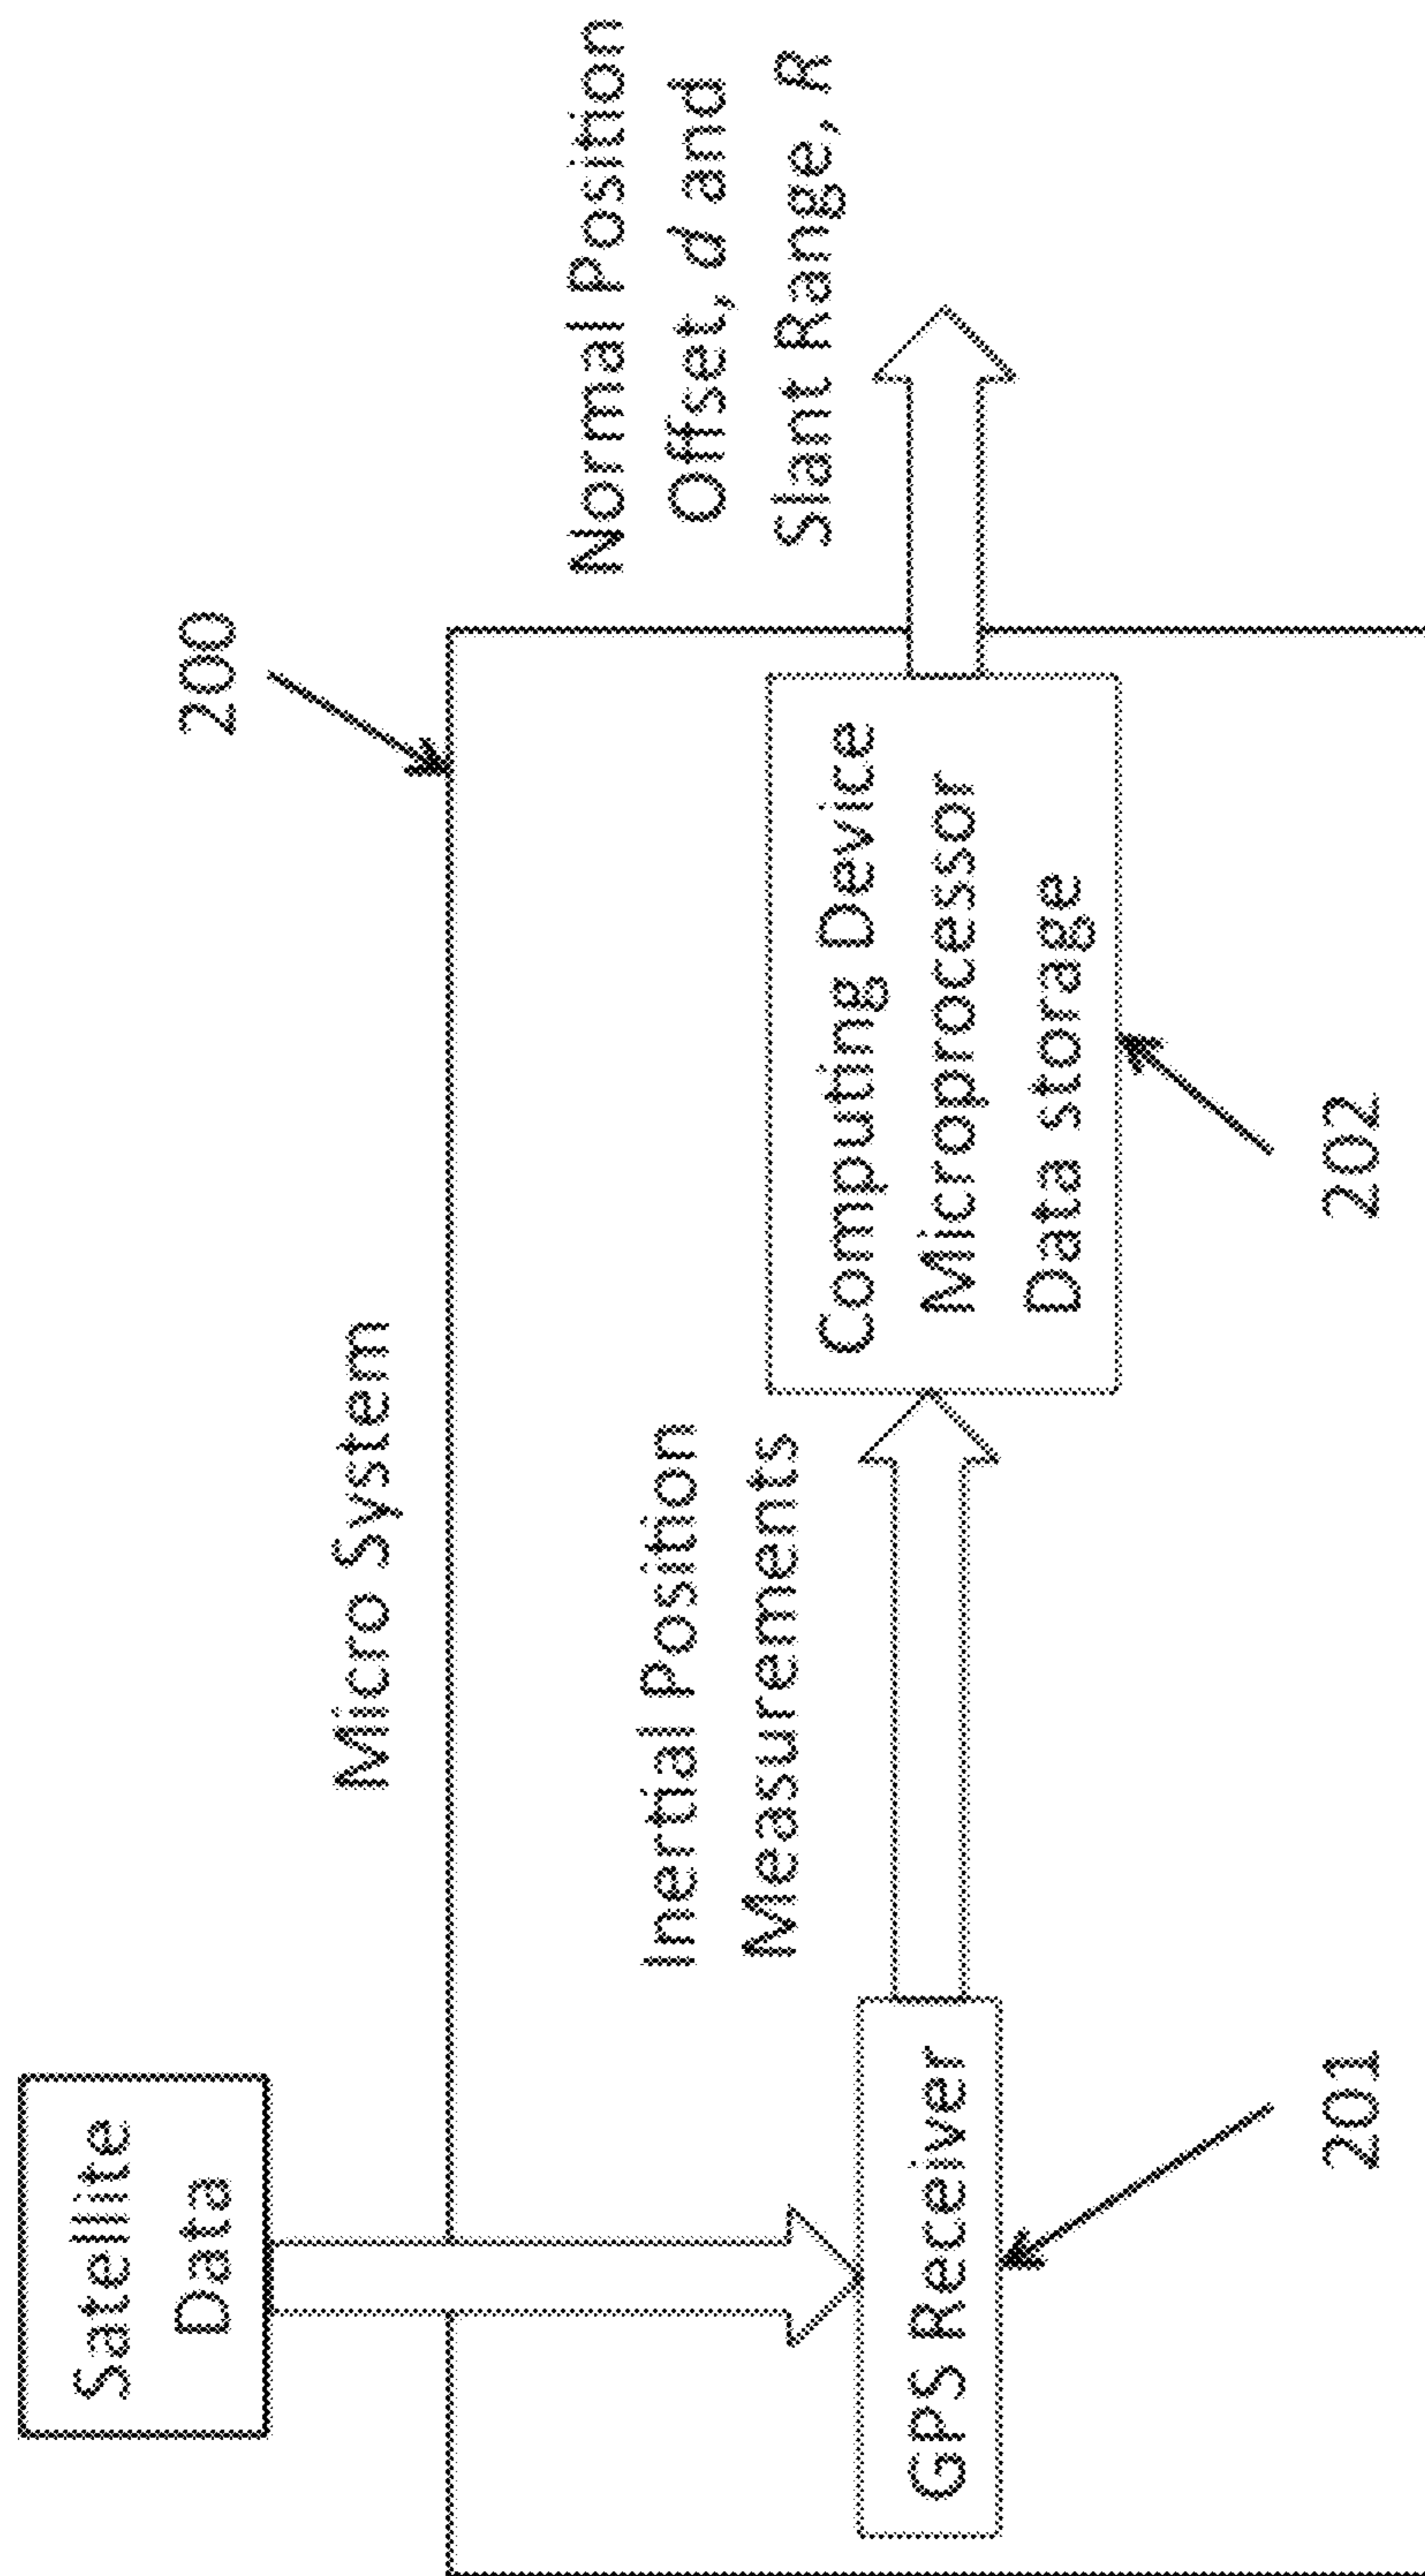 Satellite
Data
Micro System
200
Normal Position
Offset, d and
Slant Range, R
Inertial Position
Measurements
GPS Receiver
Computing Device
Microprocessor
Data storage
201
202